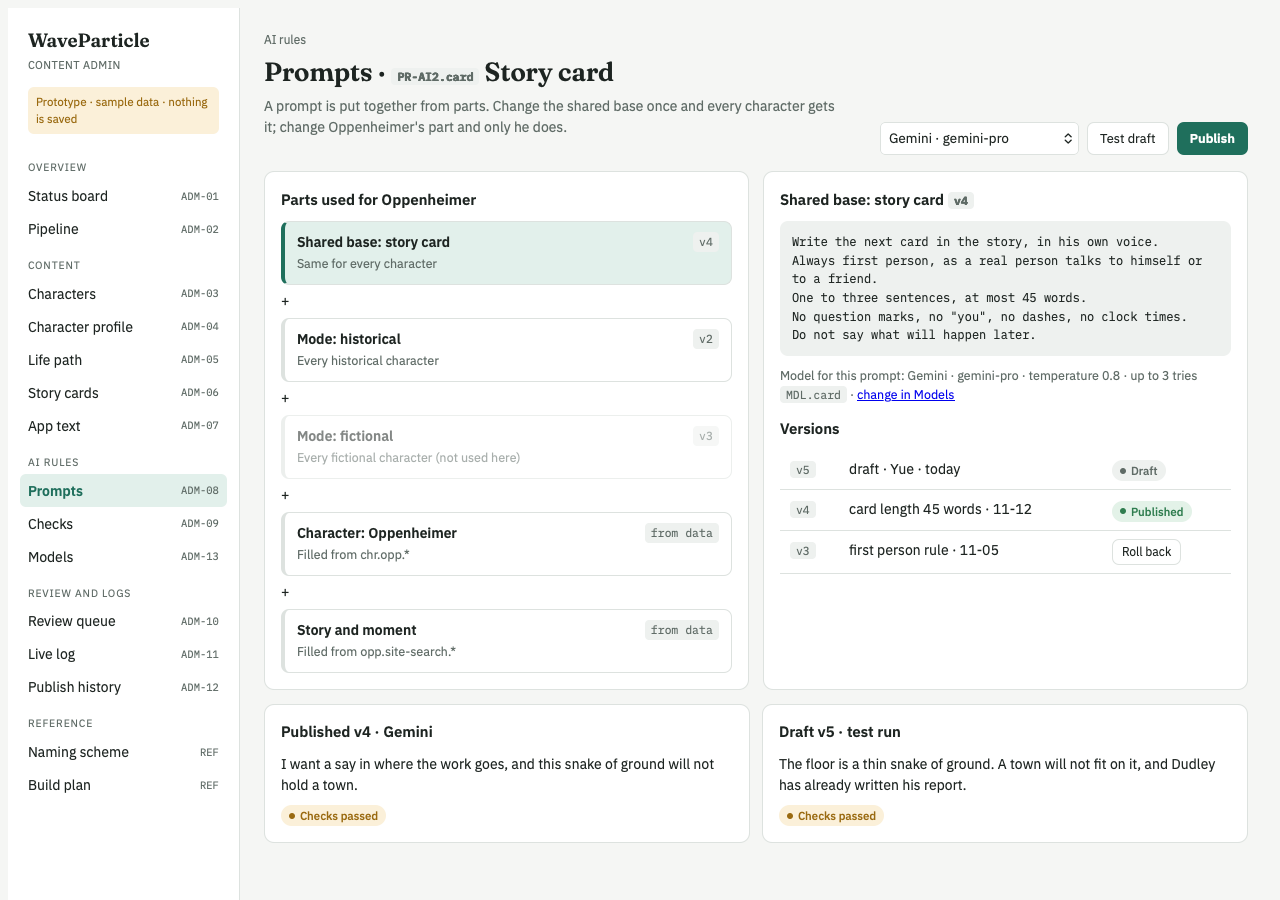 WaveParticle
CONTENT ADMIN
Prototype · sample data · nothing
is saved
OVERVIEW
Status board ADM-01
Pipeline ADM-02
CONTENT
Characters ADM-03
Character profile ADM-04
Life path ADM-05
Story cards ADM-06
App text ADM-07
AI RULES
Prompts ADM-08
Checks ADM-09
Models ADM-13
REVIEW AND LOGS
Review queue ADM-10
Live log ADM-11
Publish history ADM-12
REFERENCE
Naming scheme REF
Build plan REF
AI rules
Prompts · PR-AI2.card Story card
A prompt is put together from parts. Change the shared base once and every character gets
it; change Oppenheimer's part and only he does.
Gemini · gemini-pro
Test draft
Publish
Parts used for Oppenheimer
Shared base: story card v4
Same for every character
+
Mode: historical v2
Every historical character
+
Mode: fictional v3
Every fictional character (not used here)
+
Character: Oppenheimer from data
Filled from chr.opp.*
+
Story and moment from data
Filled from opp.site-search.*
Shared base: story card v4
Write the next card in the story, in his own voice.
Always first person, as a real person talks to himself or
to a friend.
One to three sentences, at most 45 words.
No question marks, no "you", no dashes, no clock times.
Do not say what will happen later.
Model for this prompt: Gemini · gemini-pro · temperature 0.8 · up to 3 tries
MDL.card · change in Models
Versions
v5 draft · Yue · today Draft
v4 card length 45 words · 11-12 Published
v3 first person rule · 11-05 Roll back
Published v4 · Gemini
I want a say in where the work goes, and this snake of ground will not
hold a town.
Checks passed
Draft v5 · test run
The floor is a thin snake of ground. A town will not fit on it, and Dudley
has already written his report.
Checks passed